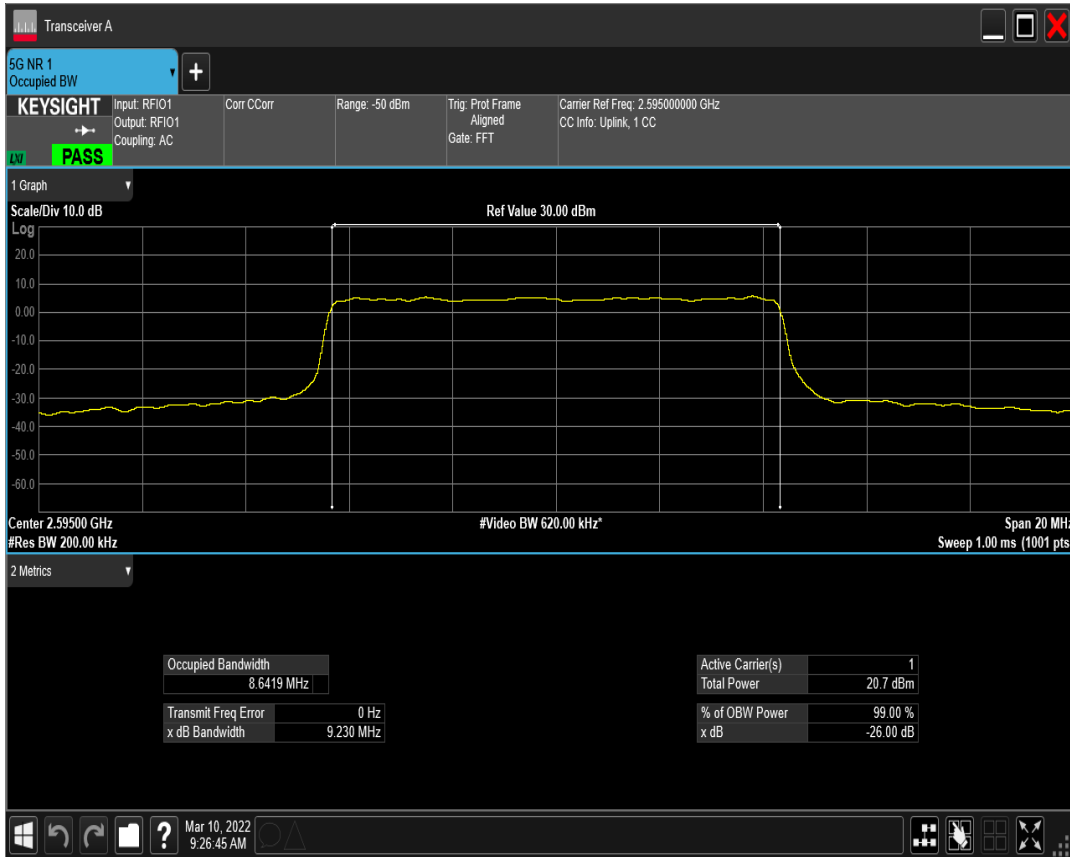 Transceiver A
5G NR 1
Occupied BW
KEYSIGHT
LXI
PASS
Input: RFIO1
Output: RFIO1
Coupling: AC
Corr CCorr
Range: -50 dBm
Trig: Prot Frame
Aligned
Gate: FFT
Carrier Ref Freq: 2.595000000 GHz
CC Info: Uplink, 1 CC
1 Graph
Scale/Div 10.0 dB
Ref Value 30.00 dBm
Log
20.0
10.0
0.00
-10.0
-20.0
-30.0
-40.0
-50.0
-60.0
Center 2.59500 GHz
#Video BW 620.00 kHz*
Span 20 MHz
#Res BW 200.00 kHz
Sweep 1.00 ms (1001 pts
2 Metrics
Occupied Bandwidth
8.6419 MHz
Transmit Freq Error 0 Hz
x dB Bandwidth 9.230 MHz
Active Carrier(s) 1
Total Power 20.7 dBm
% of OBW Power 99.00 %
x dB -26.00 dB
?
Mar 10, 2022
9:26:45 AM